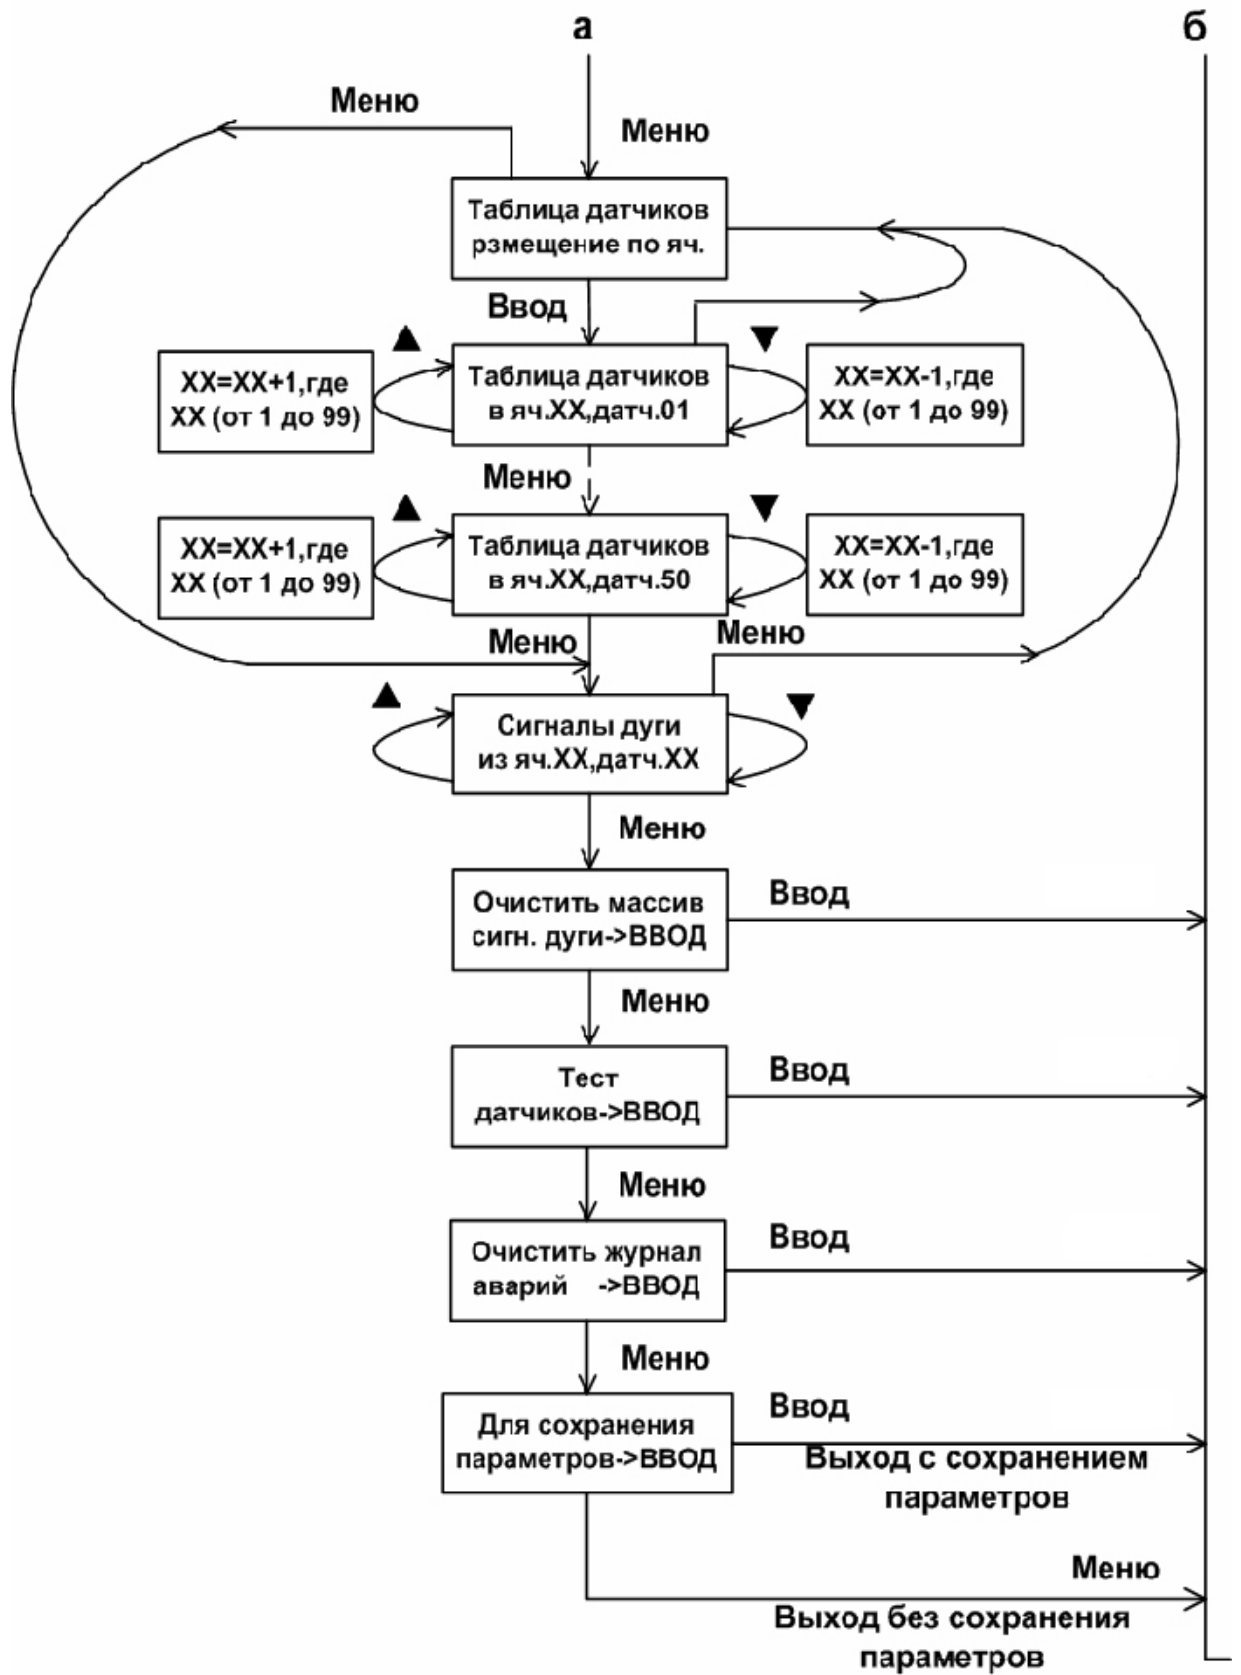 а
б
Меню
Меню
Таблица датчиков
рзмещение по яч.
Ввод
▲
▼
XX=XX+1,где
XX (от 1 до 99)
Таблица датчиков
в яч.XX,датч.01
XX=XX-1,где
XX (от 1 до 99)
Меню
▲
▼
XX=XX+1,где
XX (от 1 до 99)
Таблица датчиков
в яч.XX,датч.50
XX=XX-1,где
XX (от 1 до 99)
Меню
Меню
▲
▼
Сигналы дуги
из яч.XX,датч.XX
Меню
Очистить массив
сигн. дуги->ВВОД
Ввод
Меню
Тест
датчиков->ВВОД
Ввод
Меню
Очистить журнал
аварий ->ВВОД
Ввод
Меню
Для сохранения
параметров->ВВОД
Ввод
Выход с сохранением
параметров
Меню
Выход без сохранения
параметров